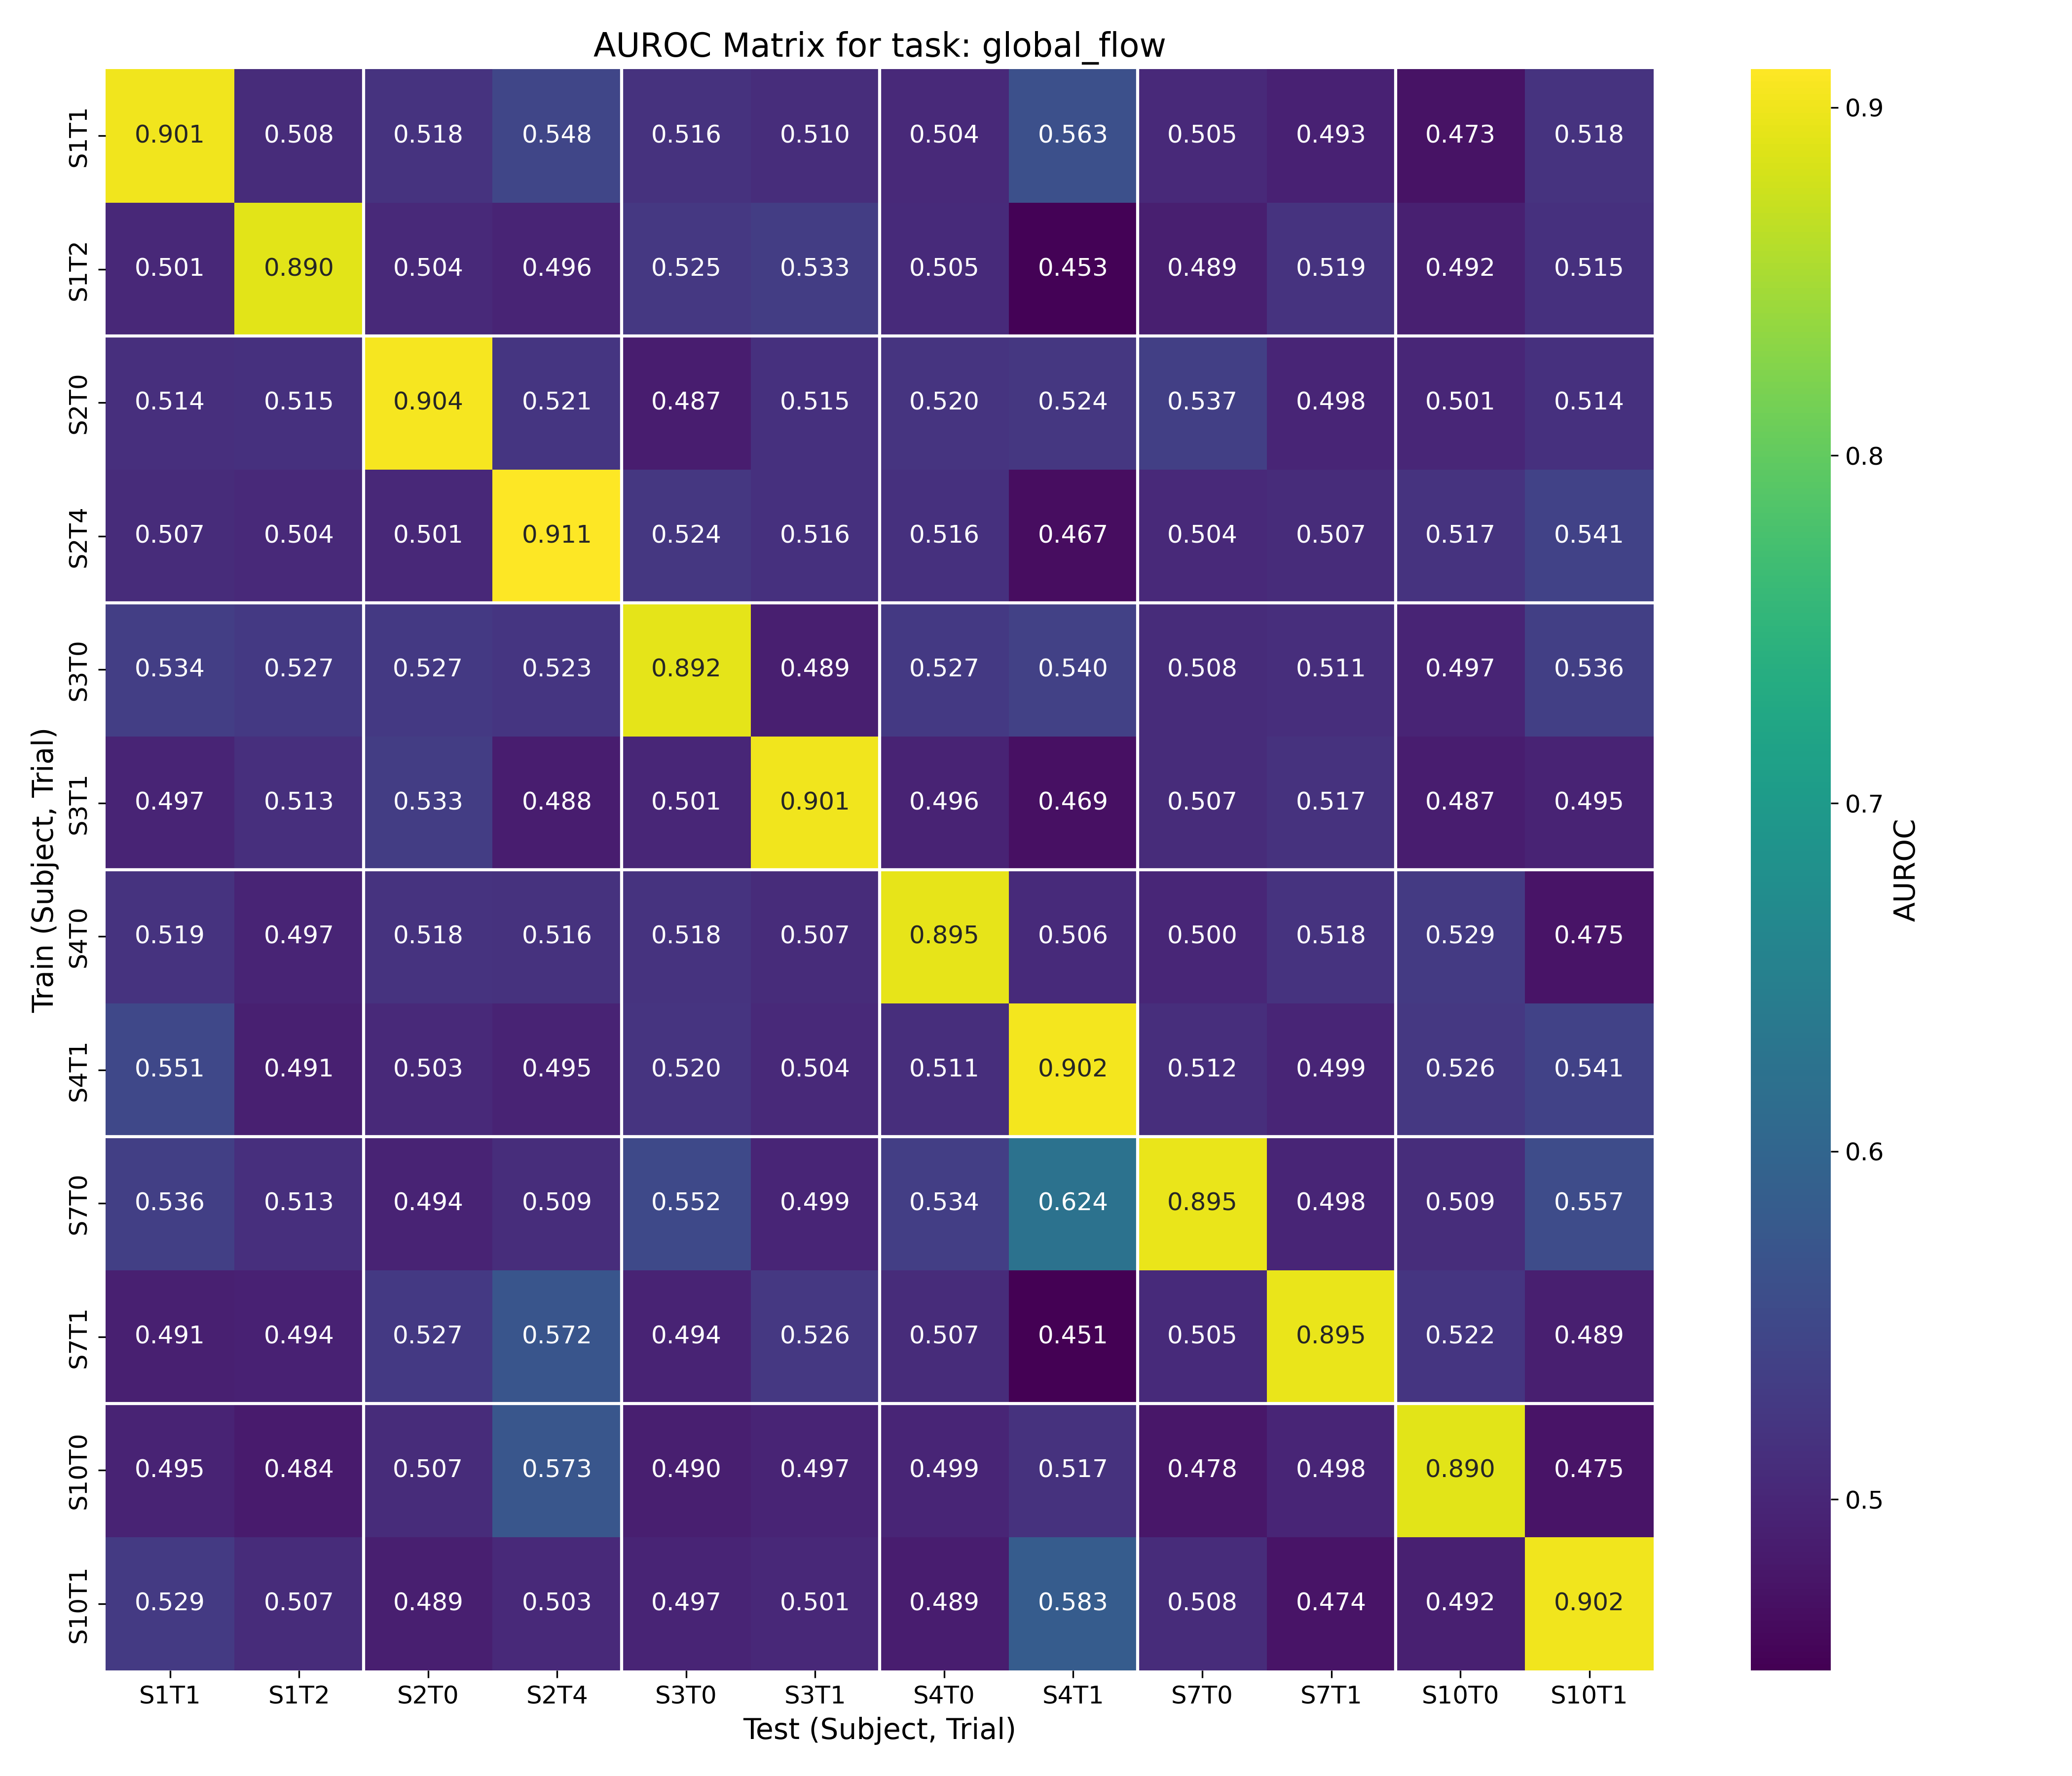 AUROC Matrix for task: global_flow
S1T1 0.901 0.508 0.518 0.548 0.516 0.510 0.504 0.563 0.505 0.493 0.473 0.518
S1T2 0.501 0.890 0.504 0.496 0.525 0.533 0.505 0.453 0.489 0.519 0.492 0.515
S2T0 0.514 0.515 0.904 0.521 0.487 0.515 0.520 0.524 0.537 0.498 0.501 0.514
S2T4 0.507 0.504 0.501 0.911 0.524 0.516 0.516 0.467 0.504 0.507 0.517 0.541
S3T0 0.534 0.527 0.527 0.523 0.892 0.489 0.527 0.540 0.508 0.511 0.497 0.536
S3T1 0.497 0.513 0.533 0.488 0.501 0.901 0.496 0.469 0.507 0.517 0.487 0.495
S4T0 0.519 0.497 0.518 0.516 0.518 0.507 0.895 0.506 0.500 0.518 0.529 0.475
S4T1 0.551 0.491 0.503 0.495 0.520 0.504 0.511 0.902 0.512 0.499 0.526 0.541
S7T0 0.536 0.513 0.494 0.509 0.552 0.499 0.534 0.624 0.895 0.498 0.509 0.557
S7T1 0.491 0.494 0.527 0.572 0.494 0.526 0.507 0.451 0.505 0.895 0.522 0.489
S10T0 0.495 0.484 0.507 0.573 0.490 0.497 0.499 0.517 0.478 0.498 0.890 0.475
S10T1 0.529 0.507 0.489 0.503 0.497 0.501 0.489 0.583 0.508 0.474 0.492 0.902
S1T1 S1T2 S2T0 S2T4 S3T0 S3T1 S4T0 S4T1 S7T0 S7T1 S10T0 S10T1
Test (Subject, Trial)
Train (Subject, Trial)
0.9
0.8
0.7
0.6
0.5
AUROC